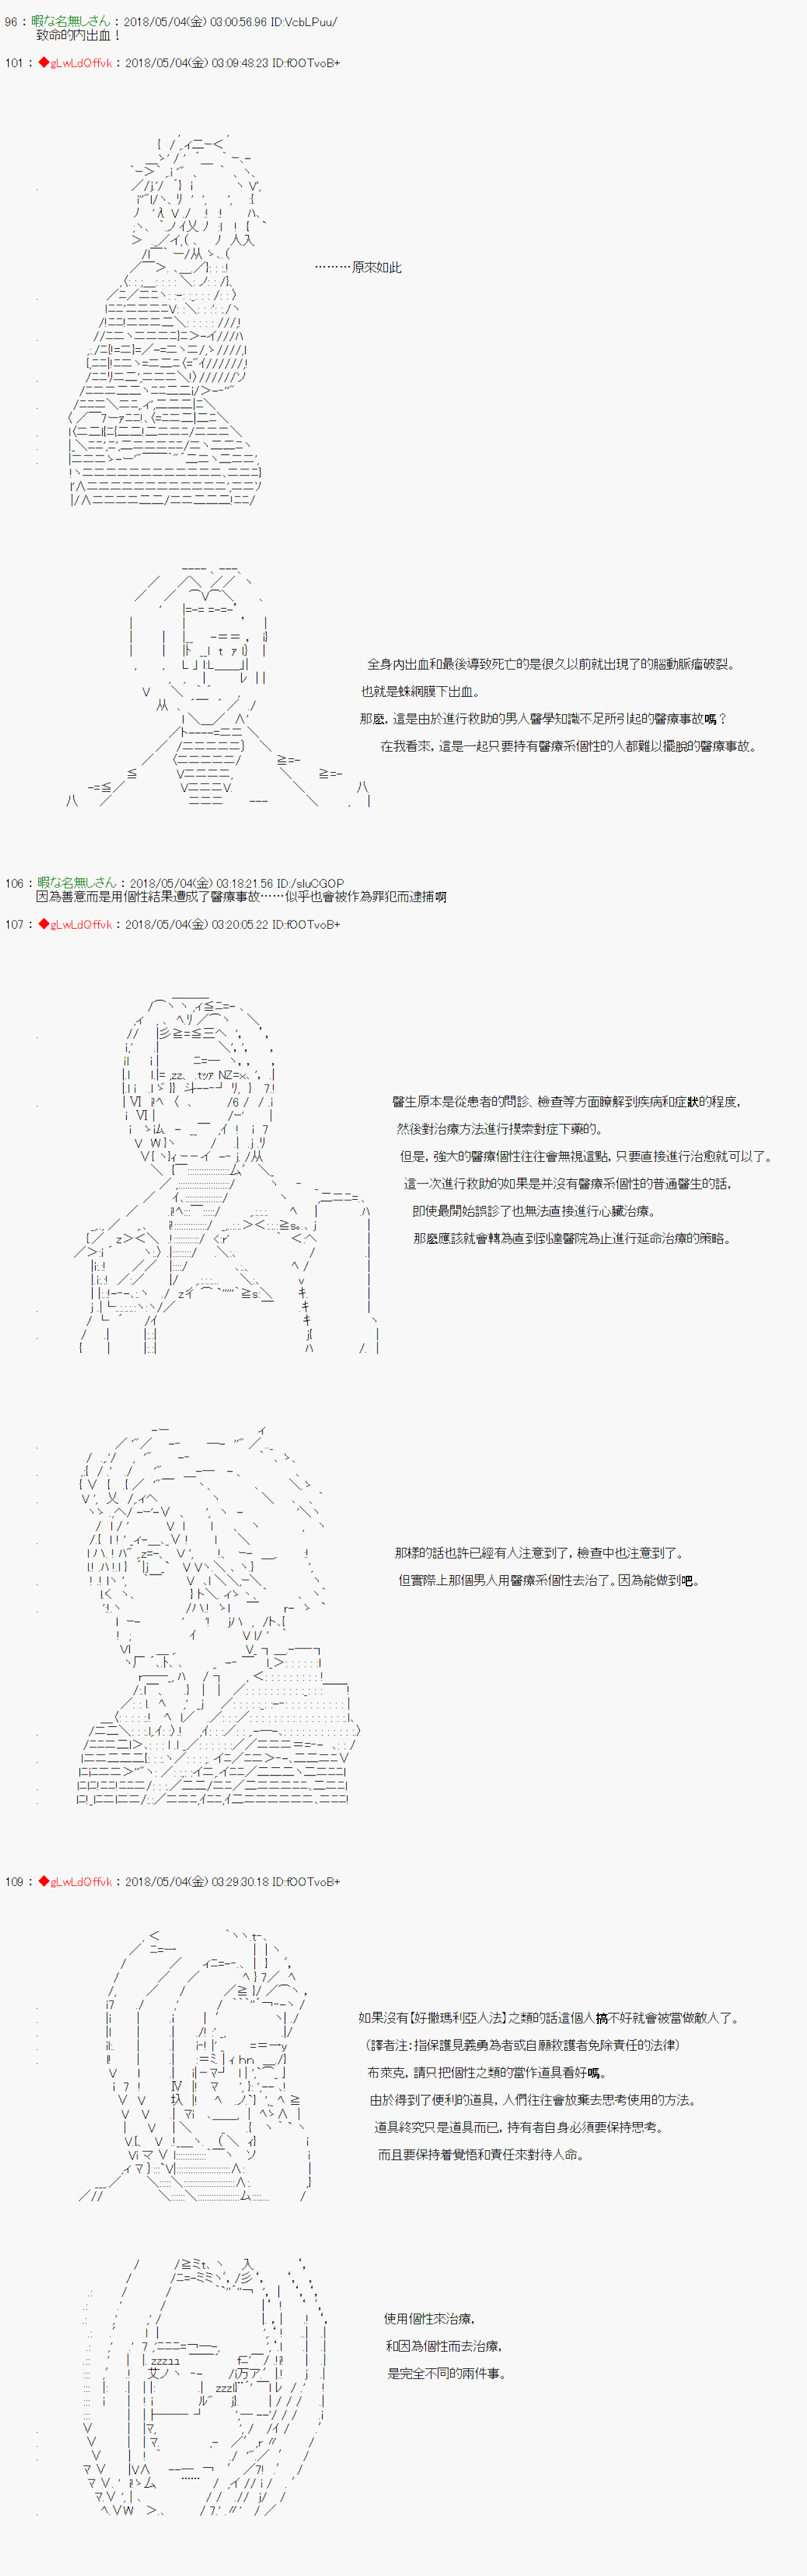 96 : 暇な名無しさん : 2018/05/04(金) 03:00:56.96 ID:VcbLPuu/
致命的内出血！
101 : ◆gLwLdQffvk : 2018/05/04(金) 03:09:48.23 ID:fOOTvoB+
………原來如此
全身內出血和最後導致死亡的是很久以前就出現了的腦動脈瘤破裂。
也就是蛛網膜下出血。
那麽，這是由於進行救助的男人醫學知識不足所引起的醫療事故嗎？
在我看來，這是一起只要持有醫療系個性的人都難以擺脫的醫療事故。
106 : 暇な名無しさん : 2018/05/04(金) 03:18:21.56 ID:/sluCGOP
因為善意而是用個性結果遭成了醫療事故……似乎也會被作為罪犯而逮捕啊
107 : ◆gLwLdQffvk : 2018/05/04(金) 03:20:05.22 ID:fOOTvoB+
醫生原本是從患者的問診、檢查等方面瞭解到疾病和症狀的程度，
然後對治療方法進行摸索對症下藥的。
但是，強大的醫療個性往往會無視這點，只要直接進行治愈就可以了。
這一次進行救助的如果是并沒有醫療系個性的普通醫生的話，
即使最開始誤診了也無法直接進行心臟治療。
那麽應該就會轉為直到到達醫院為止進行延命治療的策略。
那樣的話也許已經有人注意到了，檢查中也注意到了。
但實際上那個男人用醫療系個性去治了。因為能做到吧。
109 : ◆gLwLdQffvk : 2018/05/04(金) 03:29:30.18 ID:fOOTvoB+
如果沒有【好撒瑪利亞人法】之類的話這個人搞不好就會被當做敵人了。
（譯者注：指保護見義勇為者或自願救護者免除責任的法律）
布萊克，請只把個性之類的當作道具看好嗎。
由於得到了便利的道具，人們往往會放棄去思考使用的方法。
道具終究只是道具而已，持有者自身必須要保持思考。
而且要保持着覺悟和責任來對待人命。
使用個性來治療，
和因為個性而去治療，
是完全不同的兩件事。